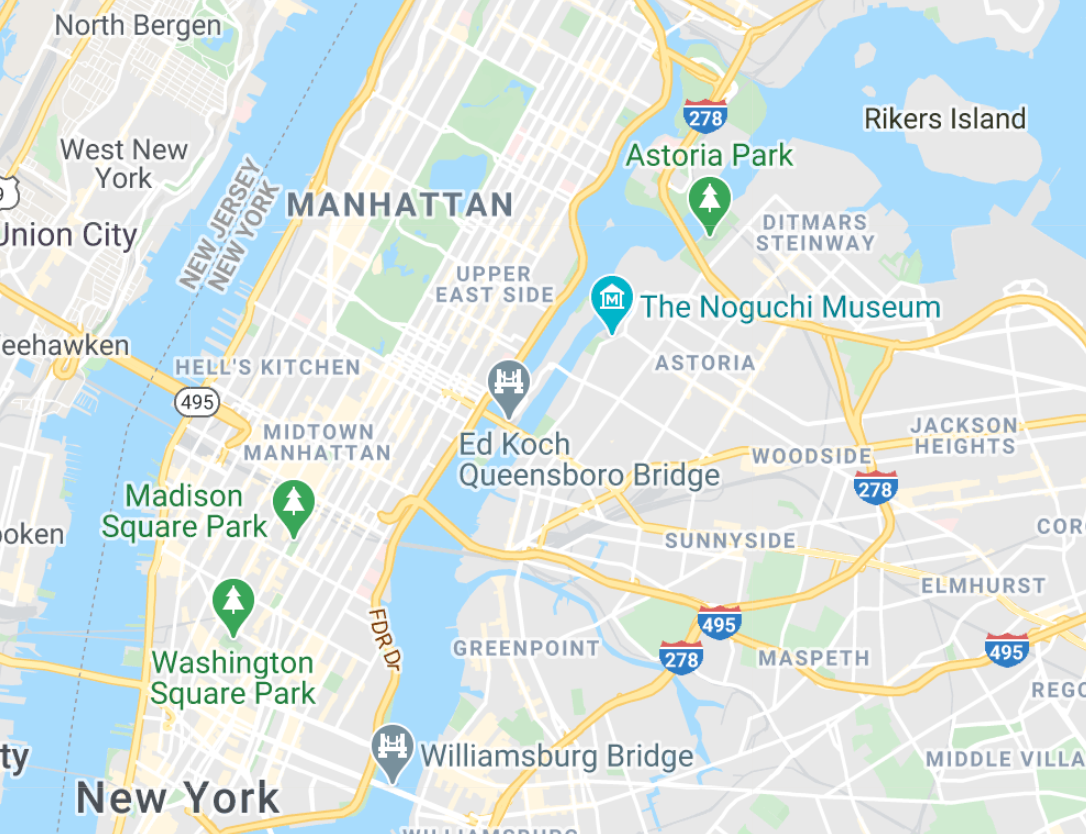 North Bergen
278
Rikers Island
West New
York
Astoria Park
9
NEW JERSEY
NEW YORK
MANHATTAN
Union City
DITMARS
STEINWAY
UPPER
EAST SIDE
The Noguchi Museum
eehawken
HELL'S KITCHEN
ASTORIA
495
MIDTOWN
MANHATTAN
Ed Koch
Queensboro Bridge
JACKSON
HEIGHTS
WOODSIDE
278
Madison
Square Park
oken
SUNNYSIDE
COR
ELMHURST
FDR Dr
495
GREENPOINT
278
MASPETH
495
Washington
Square Park
REGO
ty
Williamsburg Bridge
MIDDLE VILLA
New York
WILLIAMSBURG